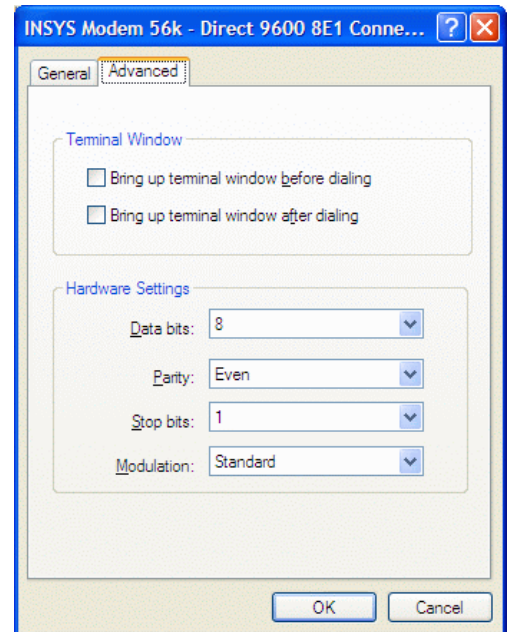 INSYS Modem 56k - Direct 9600 8E1 Conne...
General Advanced
Terminal Window
Bring up terminal window before dialing
Bring up terminal window after dialing
Hardware Settings
Data bits: 8
Parity: Even
Stop bits: 1
Modulation: Standard
OK Cancel